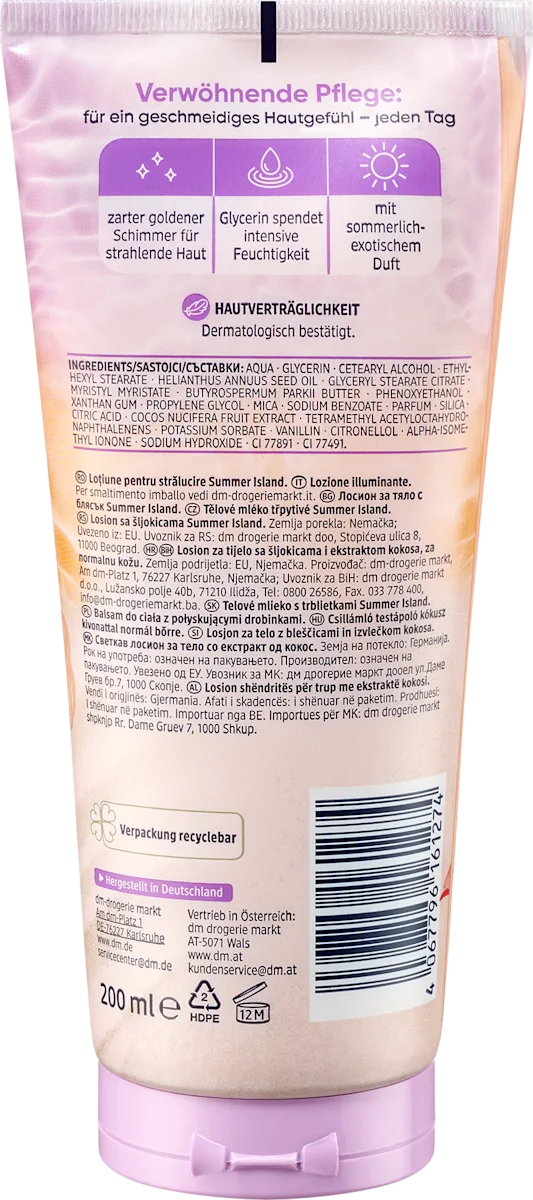 Verwöhnende Pflege:
für ein geschmeidiges Hautgefühl – jeden Tag
zarter goldener
Schimmer für
strahlende Haut
Glycerin spendet
intensive
Feuchtigkeit
mit
sommerlich-
exotischem
Duft
HAUTVERTRÄGLICHKEIT
Dermatologisch bestätigt.
INGREDIENTS/SASTOJCI/СЪСТАВКИ: AQUA · GLYCERIN · CETEARYL ALCOHOL · ETHYL-
HEXYL STEARATE · HELIANTHUS ANNUUS SEED OIL · GLYCERYL STEARATE CITRATE ·
MYRISTYL MYRISTATE · BUTYROSPERMUM PARKII BUTTER · PHENOXYETHANOL ·
XANTHAN GUM · PROPYLENE GLYCOL · MICA · SODIUM BENZOATE · PARFUM · SILICA ·
CITRIC ACID · COCOS NUCIFERA FRUIT EXTRACT · TETRAMETHYL ACETYLOCTAHYDRO-
NAPHTHALENENS · POTASSIUM SORBATE · VANILLIN · CITRONELLOL · ALPHA-ISOME-
THYL IONONE · SODIUM HYDROXIDE · CI 77891 · CI 77491.
RO Loțiune pentru strălucire Summer Island. IT Lozione illuminante.
Per smaltimento imballo vedi dm-drogeriemarkt.it. BG Лосион за тяло с
блясък Summer Island. CZ Tělové mléko třpytivé Summer Island.
RS Losion sa šljokicama Summer Island. Zemlja porekla: Nemačka;
Uvezeno iz: EU. Uvoznik za RS: dm drogerie markt doo, Stopićeva ulica 8,
11000 Beograd. HR BIH Losion za tijelo sa šljokicama i ekstraktom kokosa, za
normalnu kožu. Zemlja podrijetla: EU, Njemačka. Proizvođač: dm-drogerie markt,
Am dm-Platz 1, 76227 Karlsruhe, Njemačka; Uvoznik za BiH: dm drogerie markt
d.o.o., Lužansko polje 40b, 71210 Ilidža, Tel: 0800 26586, Fax. 033 778 400,
info@dm-drogeriemarkt.ba. SK Telové mlieko s trblietkami Summer Island.
PL Balsam do ciała z połyskującymi drobinkami. HU Csillámló testápoló kókusz
kivonattal normál bőrre. SI Losjon za telo z bleščicami in izvlečkom kokosa.
MK Светкав лосион за тело со екстракт од кокос. Земја на потекло: Германија.
Рок на употреба: означен на пакувањето. Производител: означен на
пакувањето. Увезено од ЕУ. Увозник за МК: дм дрогерие маркт дооел ул.Даме
Груев бр.7, 1000 Скопје. AL Losion shëndritës për trup me ekstraktë kokosi.
Vendi i origjinës: Gjermania. Afati i skadencës: i shënuar në paketim. Prodhuesi:
i shënuar në paketim. Importuar nga BE. Importues për MK: dm drogerie markt
shpknjp Rr. Dame Gruev 7, 1000 Shkup.
Verpackung recyclebar
Hergestellt in Deutschland
dm-drogerie markt
Am dm-Platz 1
DE-76227 Karlsruhe
www.dm.de
servicecenter@dm.de
Vertrieb in Österreich:
dm drogerie markt
AT-5071 Wals
www.dm.at
kundenservice@dm.at
200 ml ℮
2
HDPE
12 M
4 067796 161274